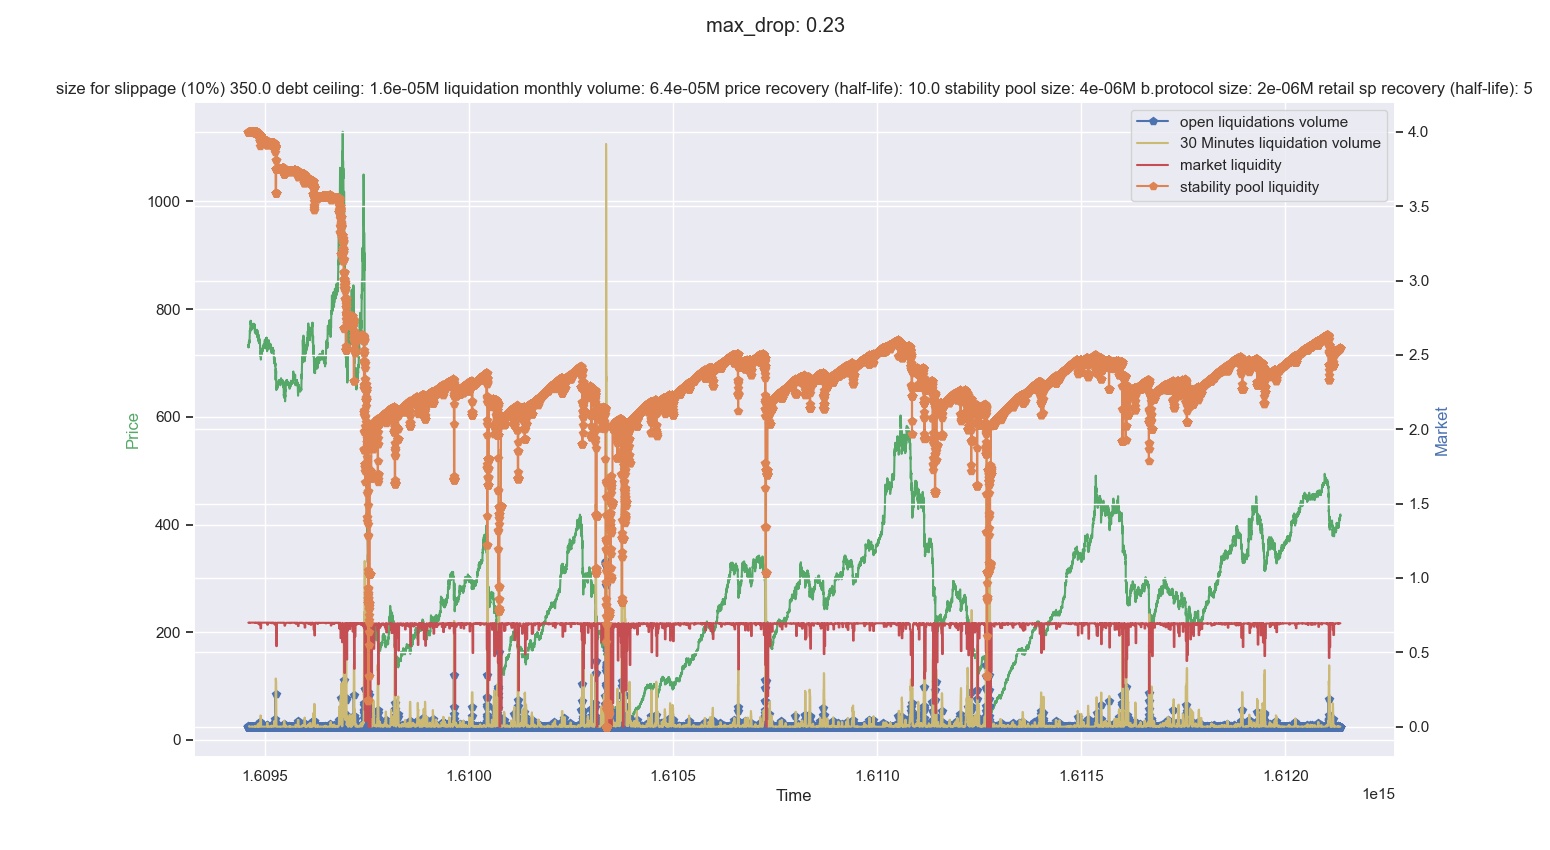 max_drop: 0.23
size for slippage (10%) 350.0 debt ceiling: 1.6e-05M liquidation monthly volume: 6.4e-05M price recovery (half-life): 10.0 stability pool size: 4e-06M b.protocol size: 2e-06M retail sp recovery (half-life): 5
open liquidations volume
30 Minutes liquidation volume
market liquidity
stability pool liquidity
1000
800
600
400
200
0
Price
4.0
3.5
3.0
2.5
2.0
1.5
1.0
0.5
0.0
Market
1.6095 1.6100 1.6105 1.6110 1.6115 1.6120
Time
1e15